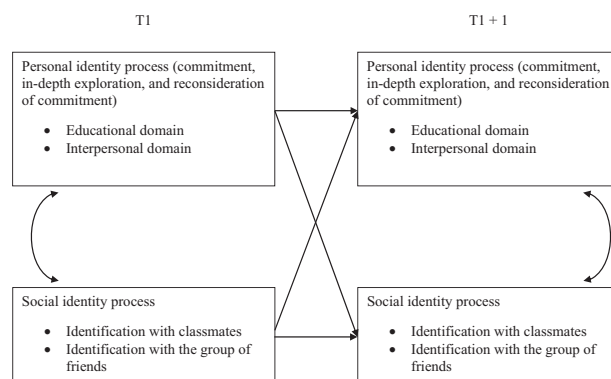 T1
T1 + 1
Personal identity process (commitment,
in-depth exploration, and reconsideration
of commitment)
• Educational domain
• Interpersonal domain
Personal identity process (commitment,
in-depth exploration, and reconsideration
of commitment)
• Educational domain
• Interpersonal domain
Social identity process
• Identification with classmates
• Identification with the group of
friends
Social identity process
• Identification with classmates
• Identification with the group of
friends